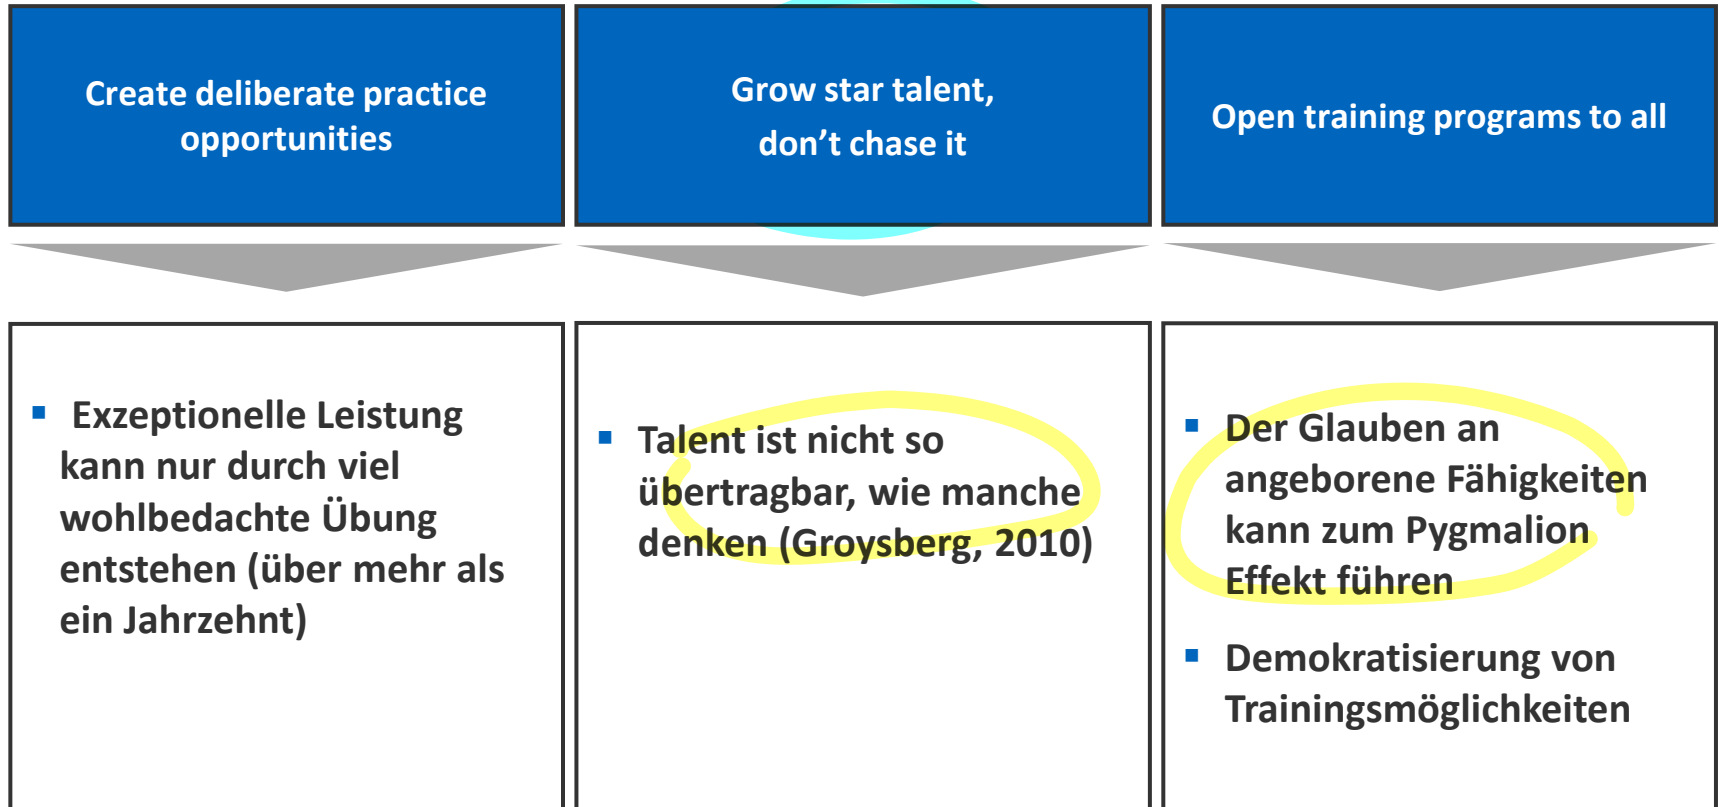 Create deliberate practice
opportunities
Grow star talent,
don’t chase it
Open training programs to all
▪ Exzeptionelle Leistung
kann nur durch viel
wohlbedachte Übung
entstehen (über mehr als
ein Jahrzehnt)
▪ Talent ist nicht so
übertragbar, wie manche
denken (Groysberg, 2010)
▪ Der Glauben an
angeborene Fähigkeiten
kann zum Pygmalion
Effekt führen
▪ Demokratisierung von
Trainingsmöglichkeiten